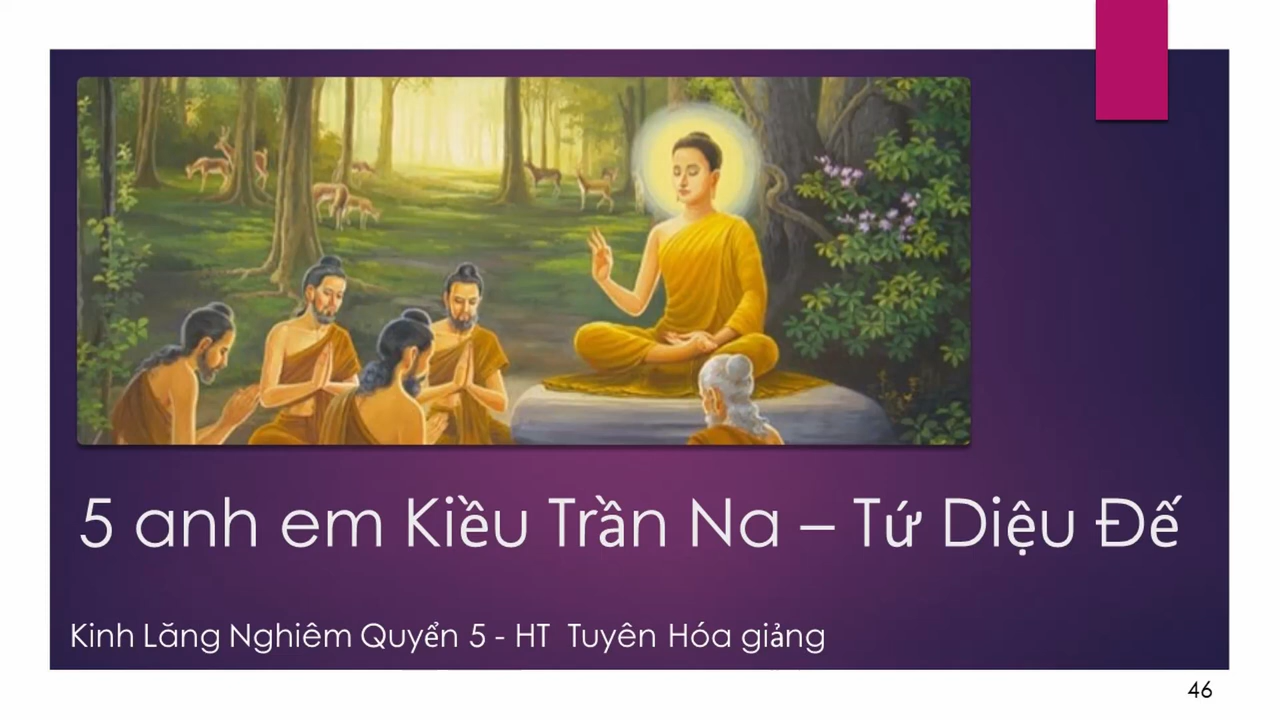 5 anh em Kiều Trần Na – Tứ Diệu Đế
Kinh Lăng Nghiêm Quyển 5 - HT Tuyên Hóa giảng
46